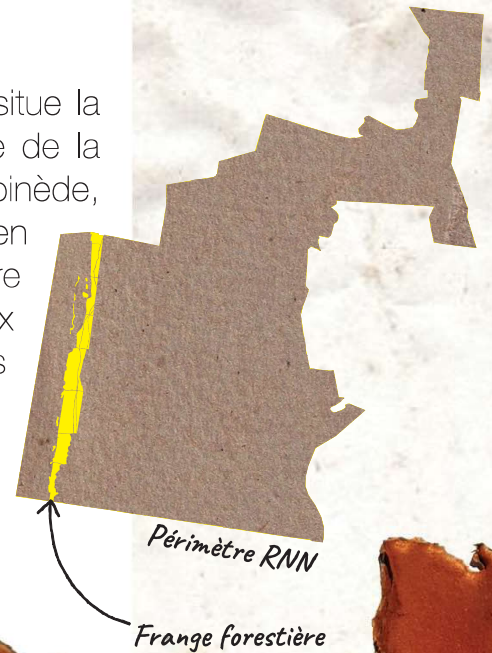 situe la
de la
pinède,
en
re
x
s
Périmètre RNN
Frange forestière